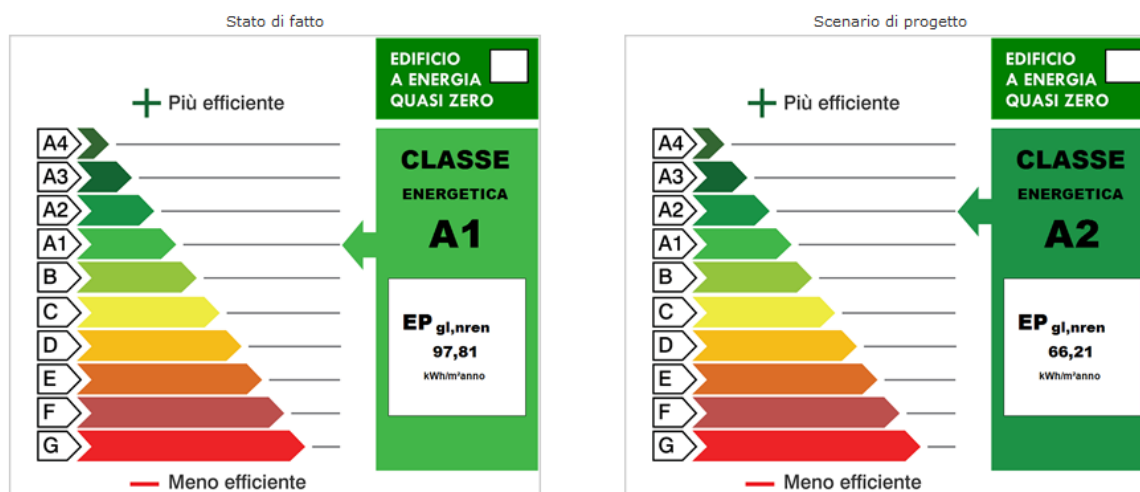 Stato di fatto
EDIFICIO
A ENERGIA
QUASI ZERO
Più efficiente
A4
A3
A2
A1
B
C
D
E
F
G
CLASSE
ENERGETICA
A1
EP gl,nren
97,81
kWh/m²anno
Meno efficiente
Scenario di progetto
EDIFICIO
A ENERGIA
QUASI ZERO
Più efficiente
A4
A3
A2
A1
B
C
D
E
F
G
CLASSE
ENERGETICA
A2
EP gl,nren
66,21
kWh/m²anno
Meno efficiente